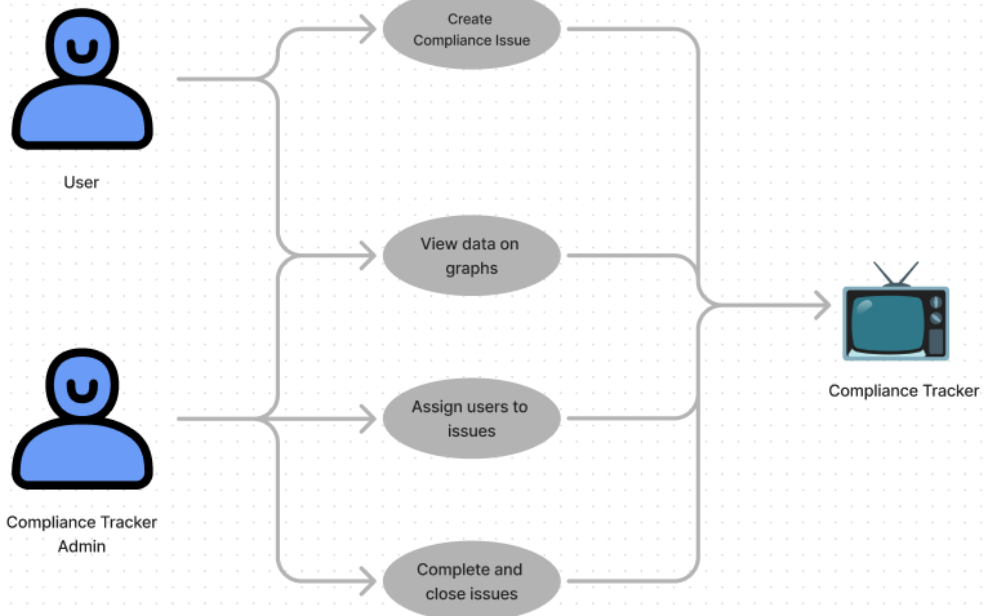 Create
Compliance Issue
User
View data on
graphs
Compliance Tracker
Assign users to
issues
Compliance Tracker
Admin
Complete and
close issues